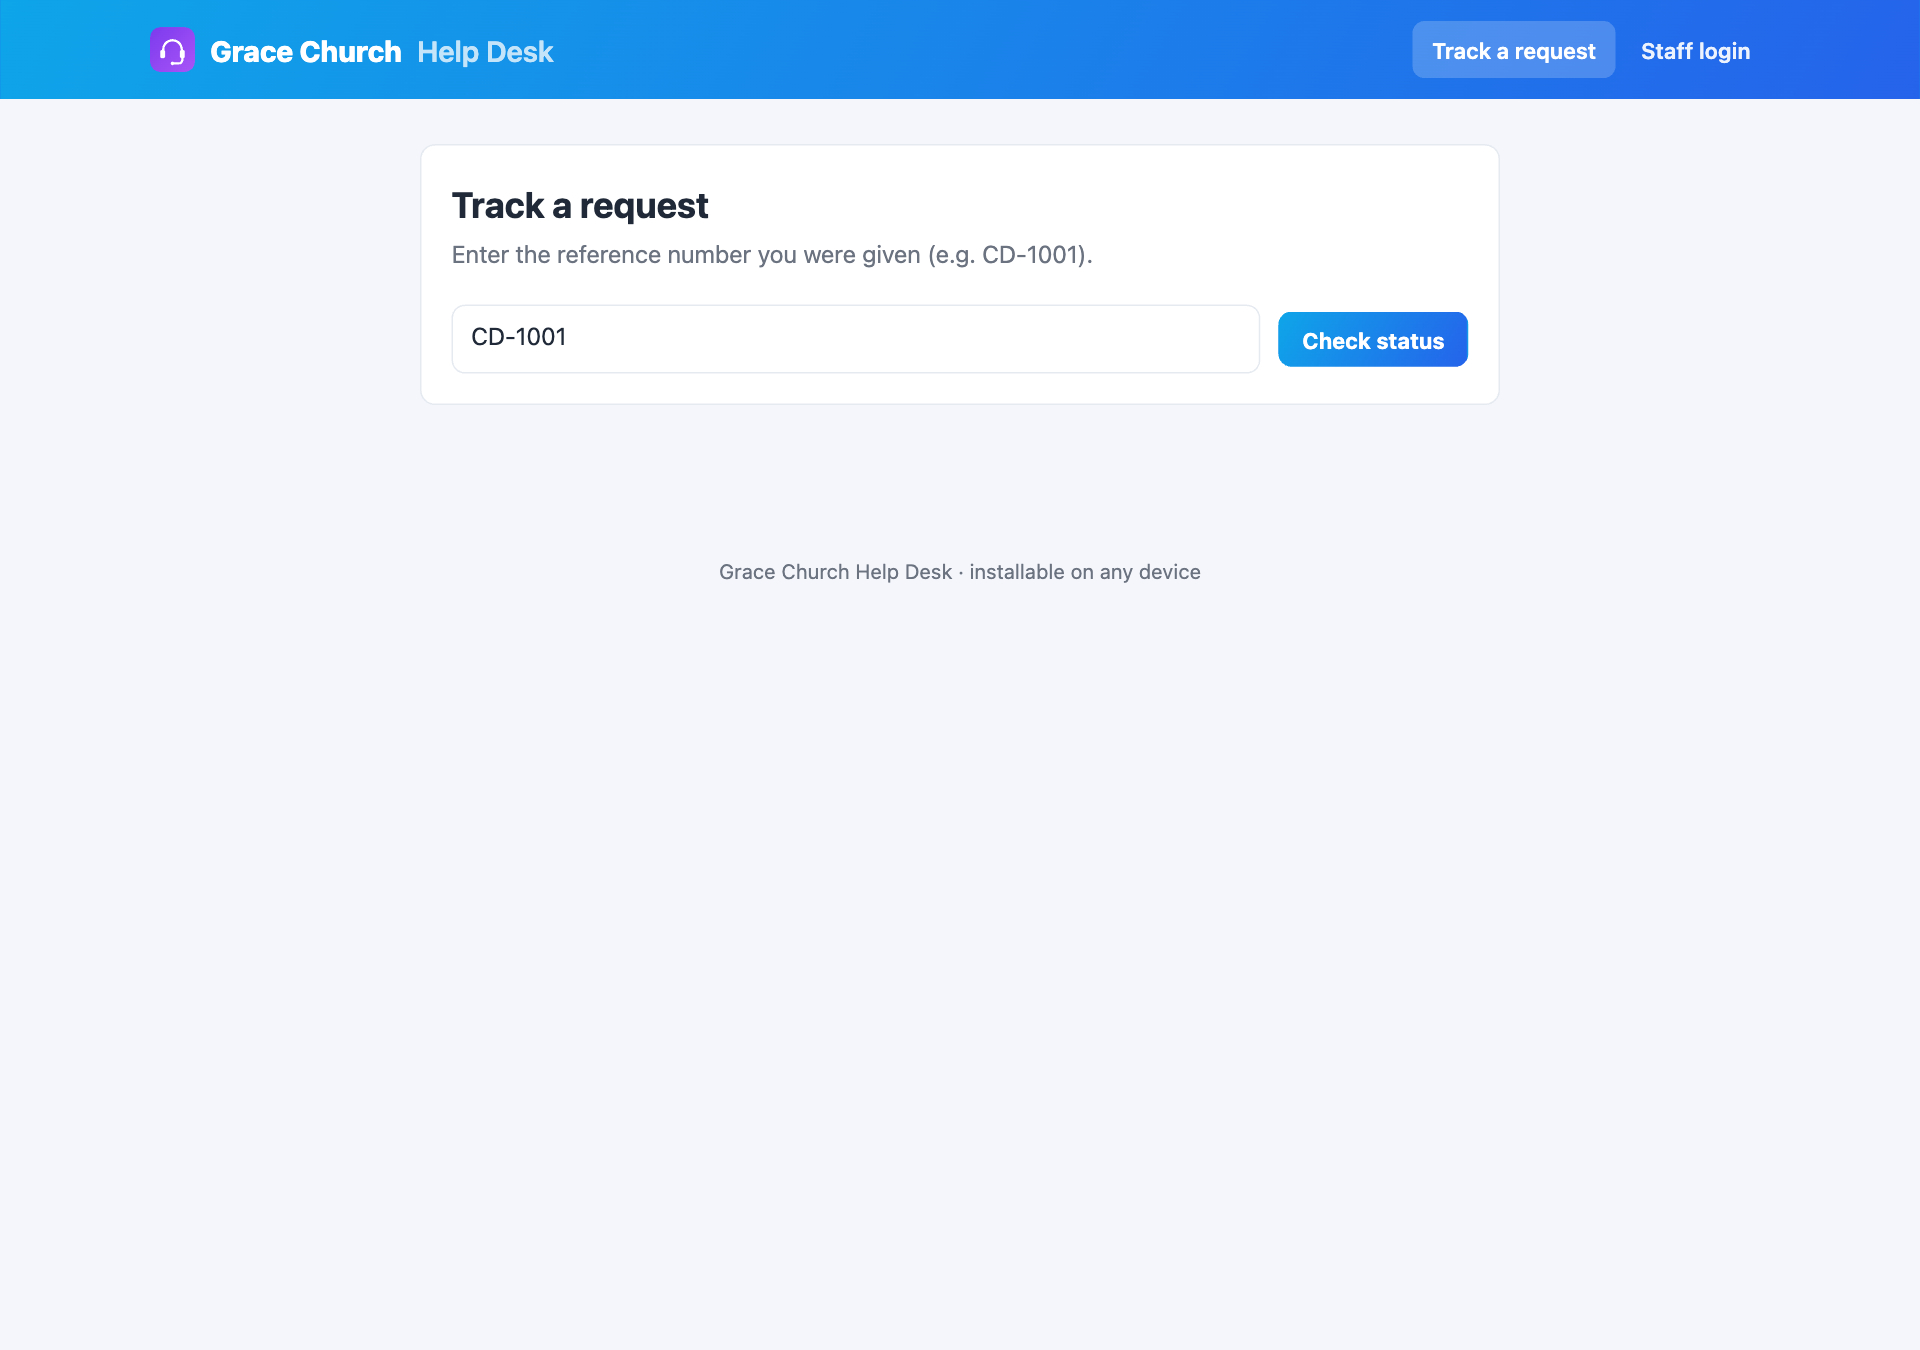 Grace Church Help Desk
Track a request
Staff login
Track a request
Enter the reference number you were given (e.g. CD-1001).
CD-1001
Check status
Grace Church Help Desk · installable on any device